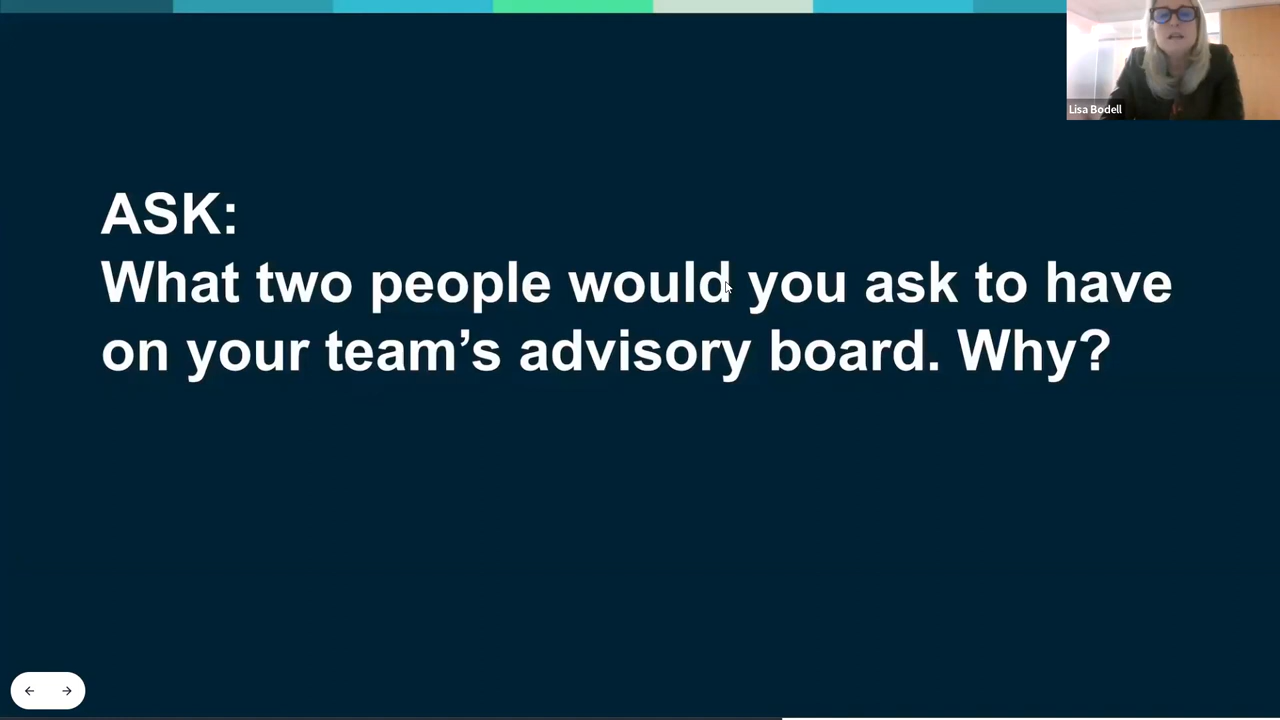 Lisa Bodell
ASK:
What two people would you ask to have
on your team’s advisory board. Why?